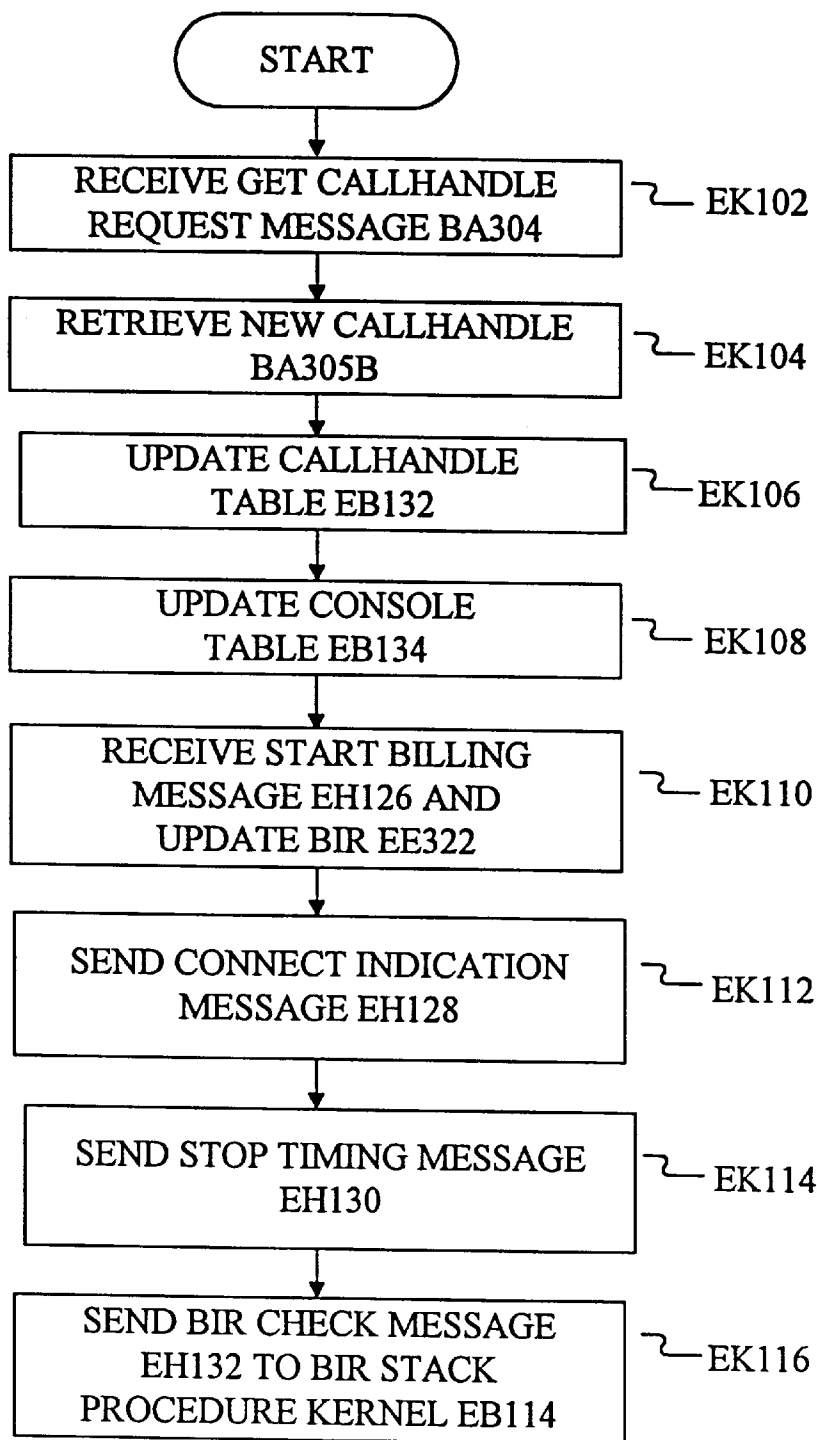 START
RECEIVE GET CALLHANDLE
REQUEST MESSAGE BA304
EK102
RETRIEVE NEW CALLHANDLE
BA305B
EK104
UPDATE CALLHANDLE
TABLE EB132
EK106
UPDATE CONSOLE
TABLE EB134
EK108
RECEIVE START BILLING
MESSAGE EH126 AND
UPDATE BIR EE322
EK110
SEND CONNECT INDICATION
MESSAGE EH128
EK112
SEND STOP TIMING MESSAGE
EH130
EK114
SEND BIR CHECK MESSAGE
EH132 TO BIR STACK
PROCEDURE KERNEL EB114
EK116